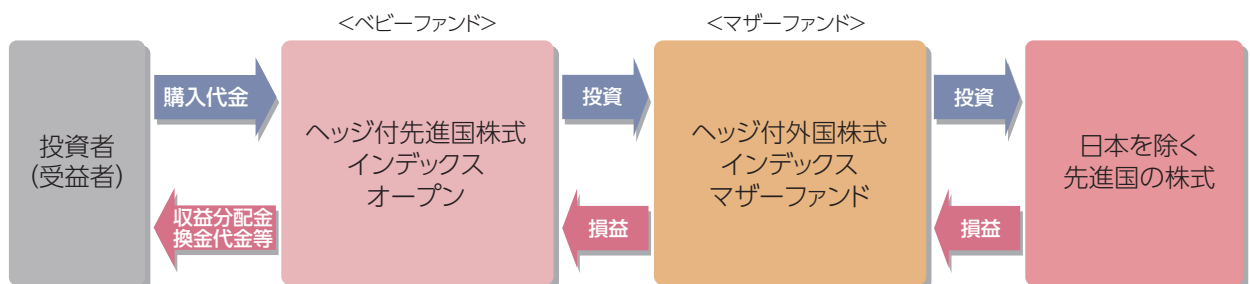 <ベビーファンド>
<マザーファンド>
投資者
(受益者)
購入代金
収益分配金
換金代金等
ヘッジ付先進国株式
インデックス
オープン
投資
損益
ヘッジ付外国株式
インデックス
マザーファンド
投資
損益
日本を除く
先進国の株式